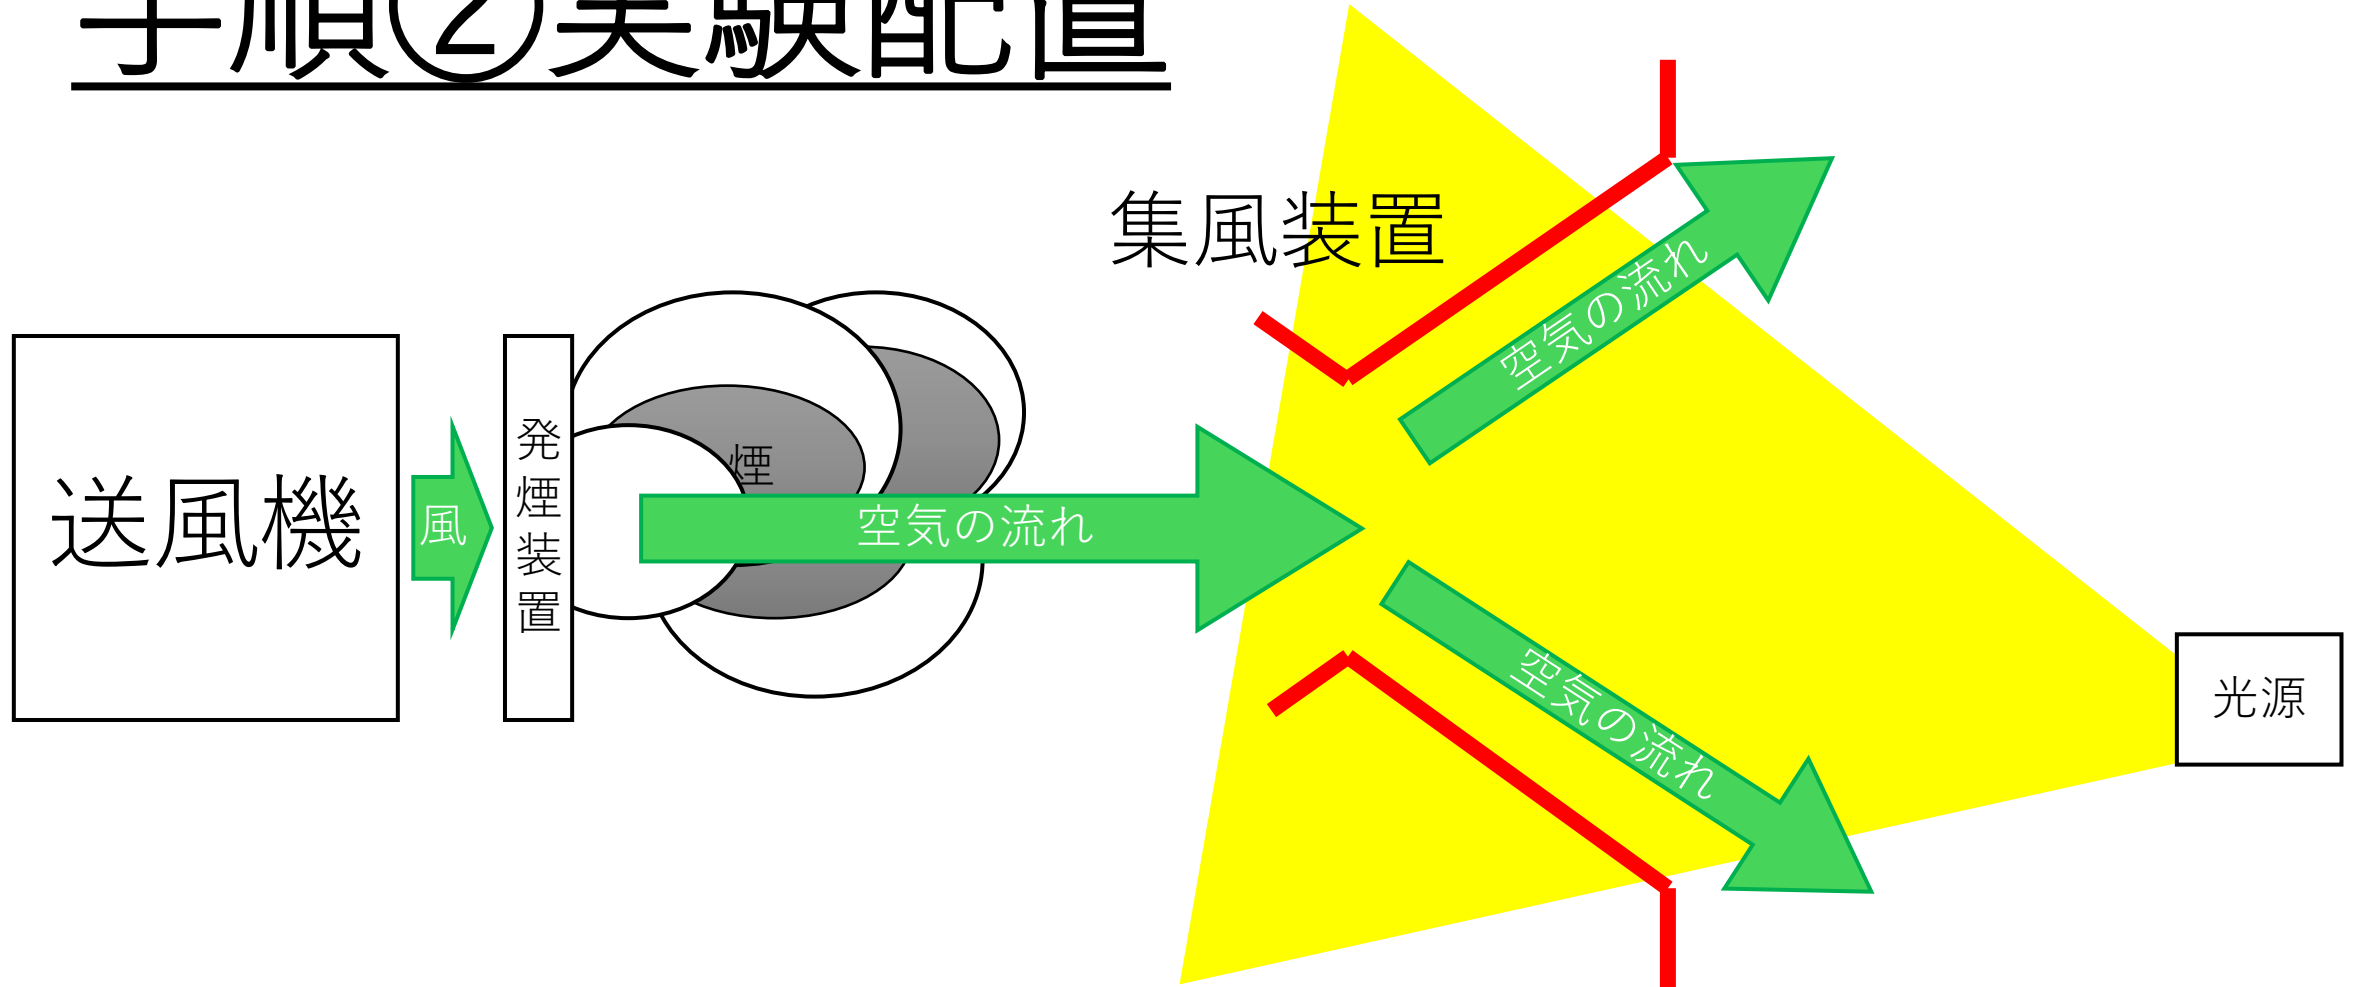 手順②実験配置
集風装置
空気の流れ
送風機
風
発煙装置
煙
空気の流れ
空気の流れ
光源